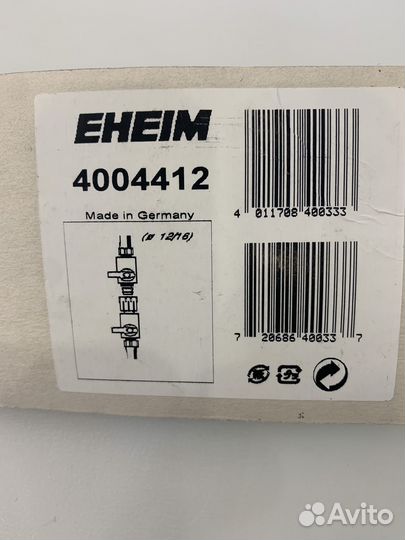 EHEIM
4004412
Made in Germany
(ø 12/16)
4 011708 400333
7 20686 40033 7
Avito